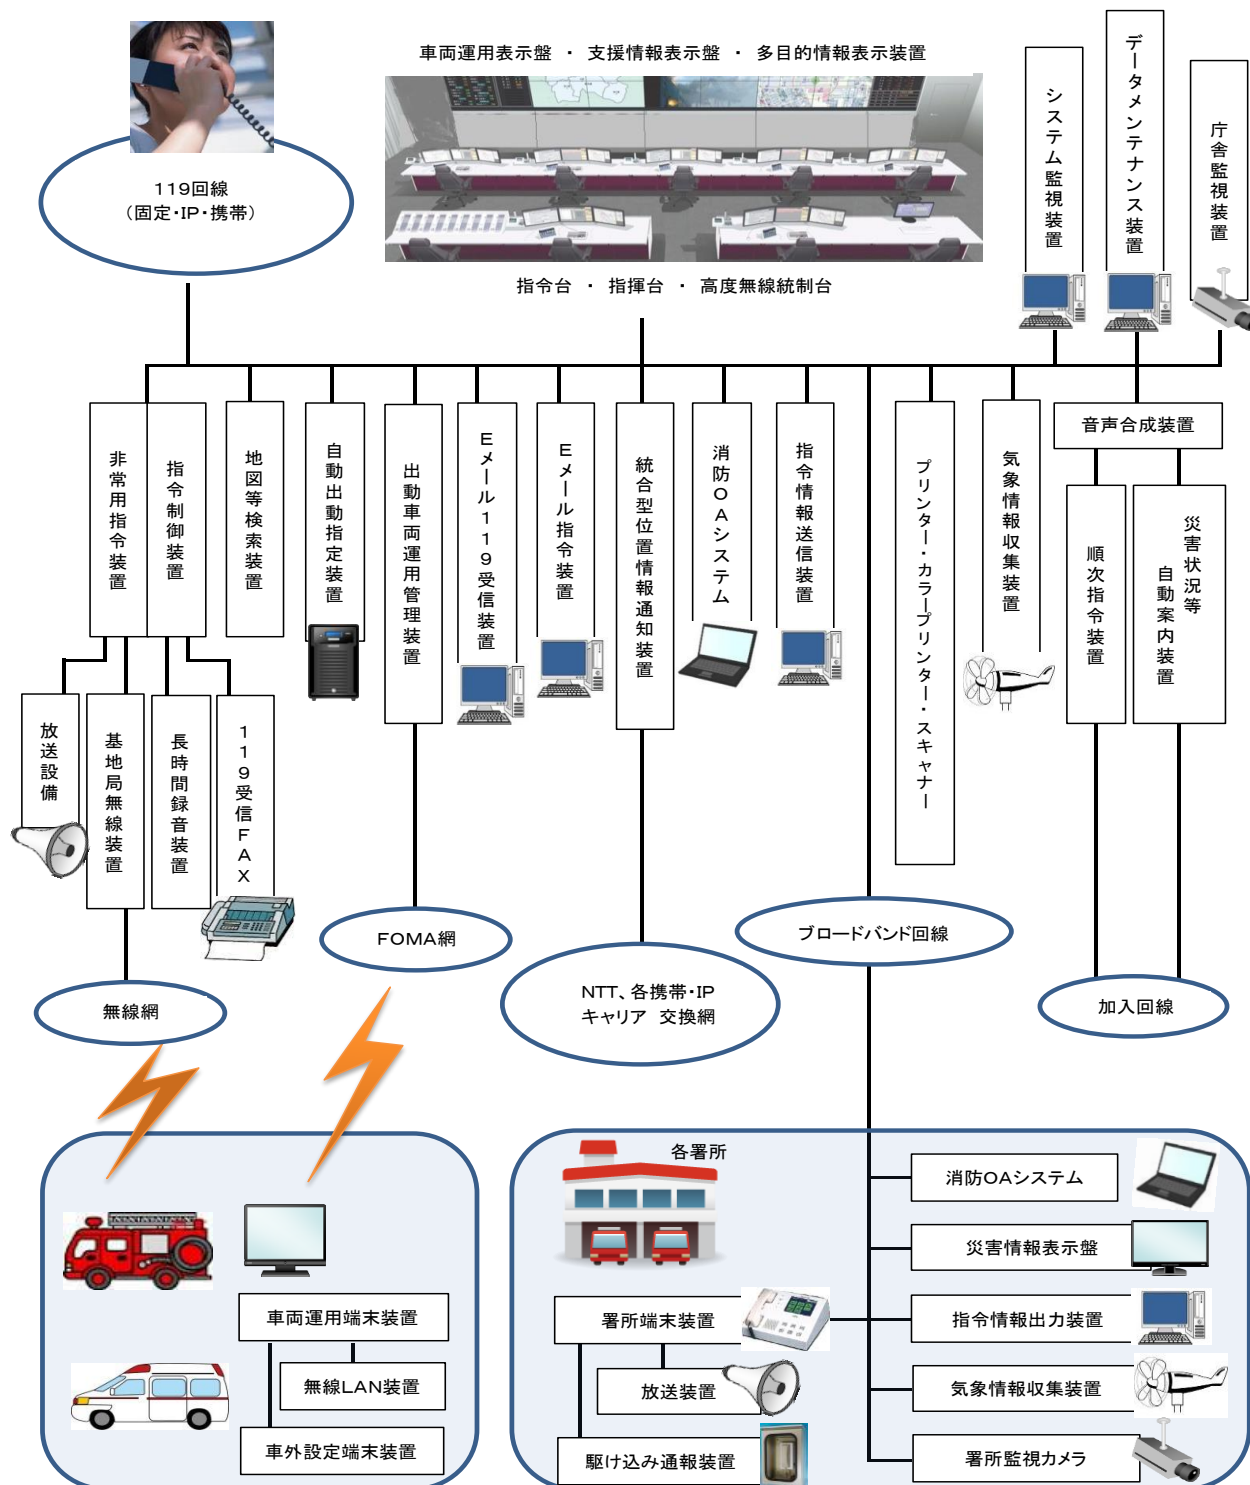 車両運用表示盤 ・ 支援情報表示盤 ・ 多目的情報表示装置
119回線
(固定・IP・携帯)
指令台 ・ 指揮台 ・ 高度無線統制台
システム監視装置
データメンテナンス装置
庁舎監視装置
非常用指令装置
指令制御装置
地図等検索装置
自動出動指定装置
出動車両運用管理装置
Eメール119受信装置
Eメール指令装置
統合型位置情報通知装置
消防OAシステム
指令情報送信装置
プリンター・カラープリンター・スキャナー
気象情報収集装置
音声合成装置
順次指令装置
災害状況等
自動案内装置
放送設備
基地局無線装置
長時間録音装置
119受信FAX
FOMA網
ブロードバンド回線
無線網
NTT、各携帯・IP
キャリア 交換網
加入回線
各署所
消防OAシステム
災害情報表示盤
車両運用端末装置
署所端末装置
指令情報出力装置
無線LAN装置
放送装置
気象情報収集装置
車外設定端末装置
駆け込み通報装置
署所監視カメラ